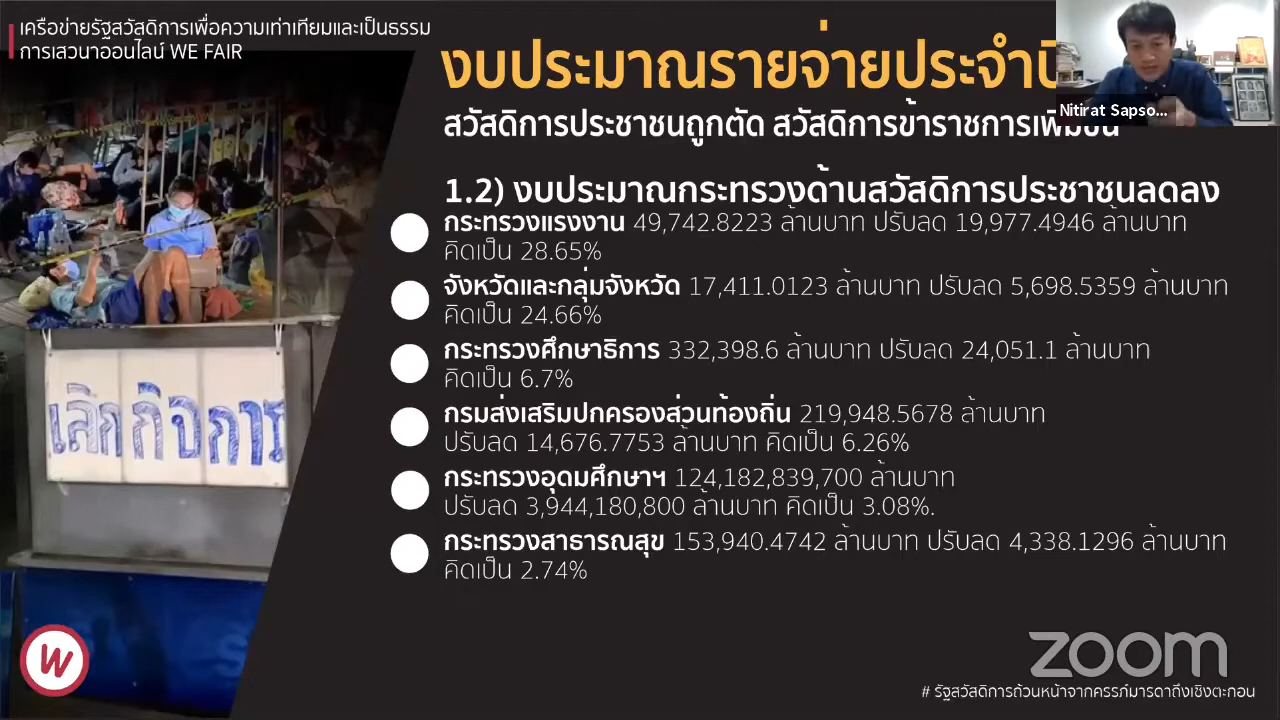 เครือข่ายรัฐสวัสดิการเพื่อความเท่าเทียมและเป็นธรรม
การเสวนาออนไลน์ WE FAIR
งบประมาณรายจ่ายประจำปี
Nitirat Sapso...
สวัสดิการประชาชนถูกตัด สวัสดิการข้าราชการเพิ่มขึ้น
1.2) งบประมาณกระทรวงด้านสวัสดิการประชาชนลดลง
กระทรวงแรงงาน 49,742.8223 ล้านบาท ปรับลด 19,977.4946 ล้านบาท
คิดเป็น 28.65%
จังหวัดและกลุ่มจังหวัด 17,411.0123 ล้านบาท ปรับลด 5,698.5359 ล้านบาท
คิดเป็น 24.66%
กระทรวงศึกษาธิการ 332,398.6 ล้านบาท ปรับลด 24,051.1 ล้านบาท
คิดเป็น 6.7%
กรมส่งเสริมปกครองส่วนท้องถิ่น 219,948.5678 ล้านบาท
ปรับลด 14,676.7753 ล้านบาท คิดเป็น 6.26%
กระทรวงอุดมศึกษาฯ 124,182,839,700 ล้านบาท
ปรับลด 3,944,180,800 ล้านบาท คิดเป็น 3.08%.
กระทรวงสาธารณสุข 153,940.4742 ล้านบาท ปรับลด 4,338.1296 ล้านบาท
คิดเป็น 2.74%
เลิกกิจการ
W
zoom
# รัฐสวัสดิการถ้วนหน้าจากครรภ์มารดาถึงเชิงตะกอน